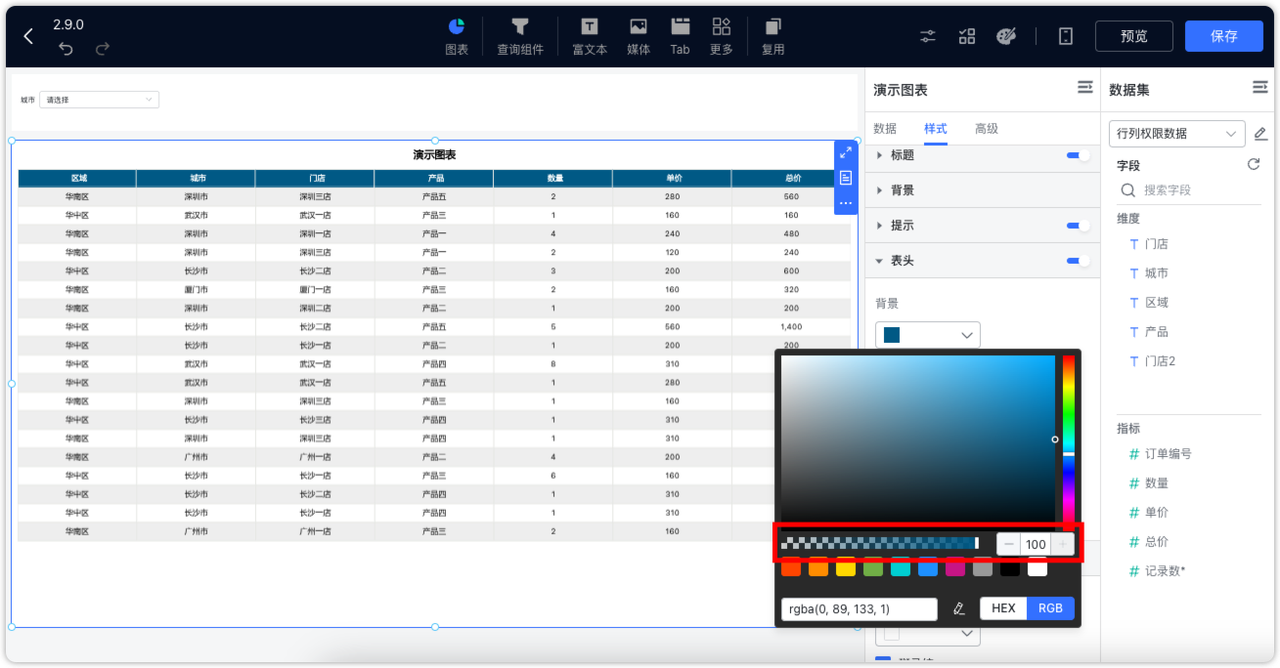 2.9.0
图表 查询组件 富文本 媒体 Tab 更多 复用
预览 保存
城市 请选择
演示图表
区域 城市 门店 产品 数量 单价 总价
华南区 深圳市 深圳三店 产品五 2 280 560
华中区 武汉市 武汉一店 产品三 1 160 160
华南区 深圳市 深圳一店 产品一 4 240 480
华南区 深圳市 深圳三店 产品一 2 120 240
华中区 长沙市 长沙二店 产品二 3 200 600
华南区 厦门市 厦门一店 产品三 2 160 320
华南区 深圳市 深圳二店 产品二 1 200 200
华中区 长沙市 长沙二店 产品五 5 560 1,400
华中区 长沙市 长沙一店 产品二 1 200 200
华中区 武汉市 武汉一店 产品四 8 310
华中区 武汉市 武汉一店 产品五 1 280
华南区 深圳市 深圳三店 产品三 1 160
华中区 长沙市 长沙三店 产品四 1 310
华南区 深圳市 深圳三店 产品四 1 310
华南区 广州市 广州一店 产品二 4 200
华中区 长沙市 长沙一店 产品三 6 160
华中区 长沙市 长沙二店 产品四 1 310
华中区 长沙市 长沙一店 产品四 1 310
华南区 广州市 广州一店 产品三 2 160
演示图表
数据 样式 高级
标题
背景
提示
表头
背景
100
rgba(0, 89, 133, 1)
HEX RGB
数据集
行列权限数据
字段
搜索字段
维度
T 门店
T 城市
T 区域
T 产品
T 门店2
指标
# 订单编号
# 数量
# 单价
# 总价
# 记录数*